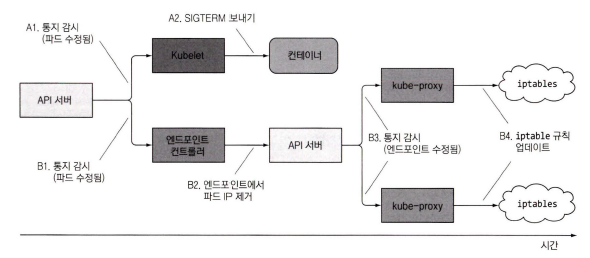 A1. 통지 감시
(파드 수정됨)
A2. SIGTERM 보내기
Kubelet
컨테이너
API 서버
B1. 통지 감시
(파드 수정됨)
엔드포인트
컨트롤러
B2. 엔드포인트에서
파드 IP 제거
API 서버
kube-proxy
iptables
B3. 통지 감시
(엔드포인트 수정됨)
B4. iptable 규칙
업데이트
kube-proxy
iptables
시간